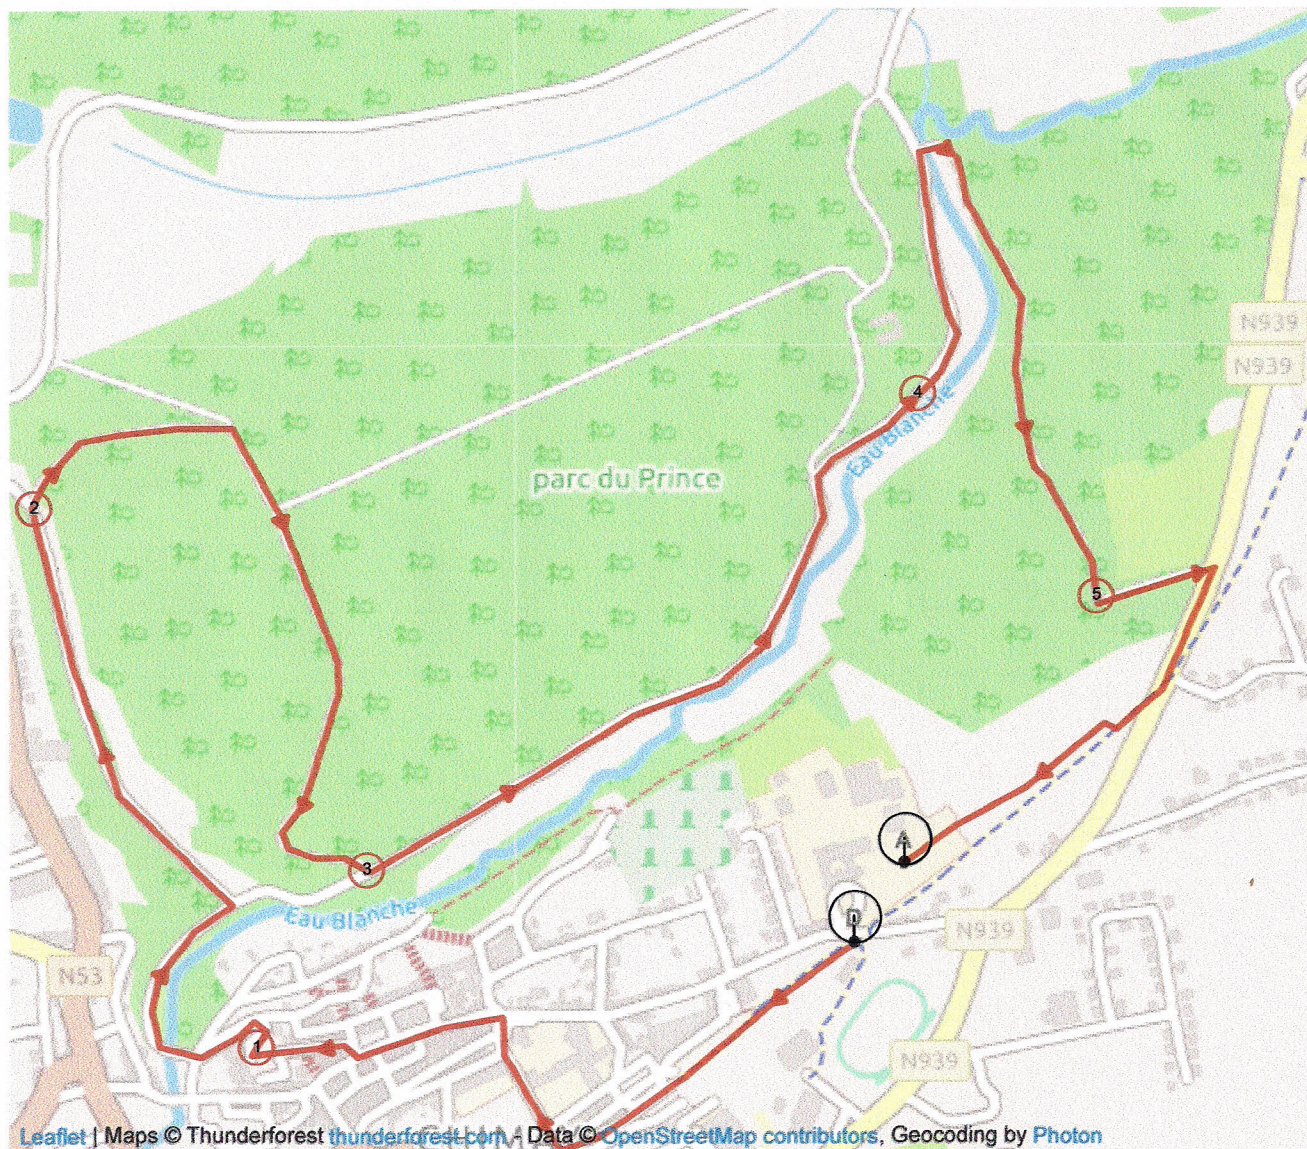 N939
N939
4
Eau Blanche
parc du Prince
2
5
A
3
Eau Blanche
D
N939
N53
1
N939
Leaflet | Maps © Thunderforest thunderforest.com - Data © OpenStreetMap contributors, Geocoding by Photon